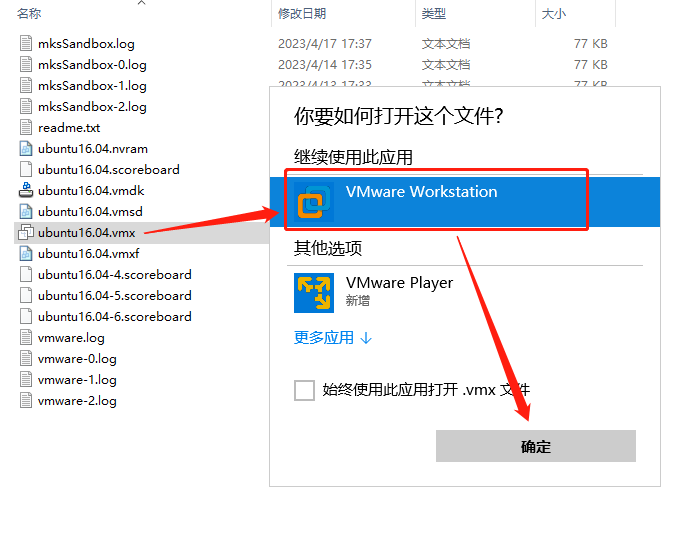 名称 修改日期 类型 大小
mksSandbox.log 2023/4/17 17:37 文本文档 77 KB
mksSandbox-0.log 2023/4/14 17:35 文本文档 77 KB
mksSandbox-1.log 2023/4/13 17:33 文本文档 77 KB
mksSandbox-2.log
readme.txt
ubuntu16.04.nvram
ubuntu16.04.scoreboard
ubuntu16.04.vmdk
ubuntu16.04.vmsd
ubuntu16.04.vmx
ubuntu16.04.vmxf
ubuntu16.04-4.scoreboard
ubuntu16.04-5.scoreboard
ubuntu16.04-6.scoreboard
vmware.log
vmware-0.log
vmware-1.log
vmware-2.log
你要如何打开这个文件?
继续使用此应用
VMware Workstation
其他选项
VMware Player
新增
更多应用 ↓
始终使用此应用打开 .vmx 文件
确定